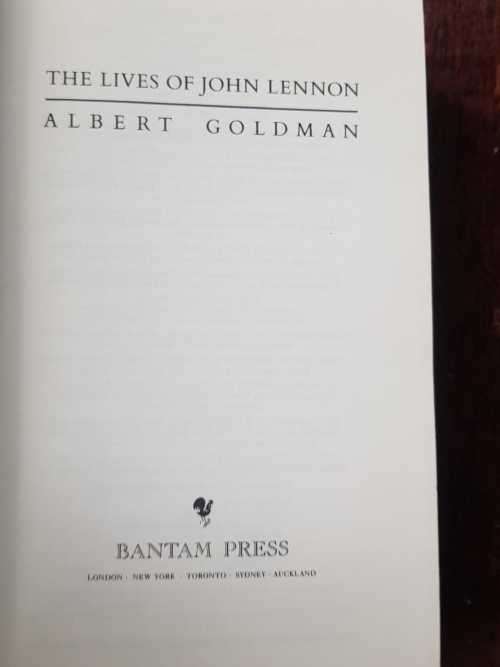 THE LIVES OF JOHN LENNON
ALBERT GOLDMAN
BANTAM PRESS
LONDON · NEW YORK · TORONTO · SYDNEY · AUCKLAND